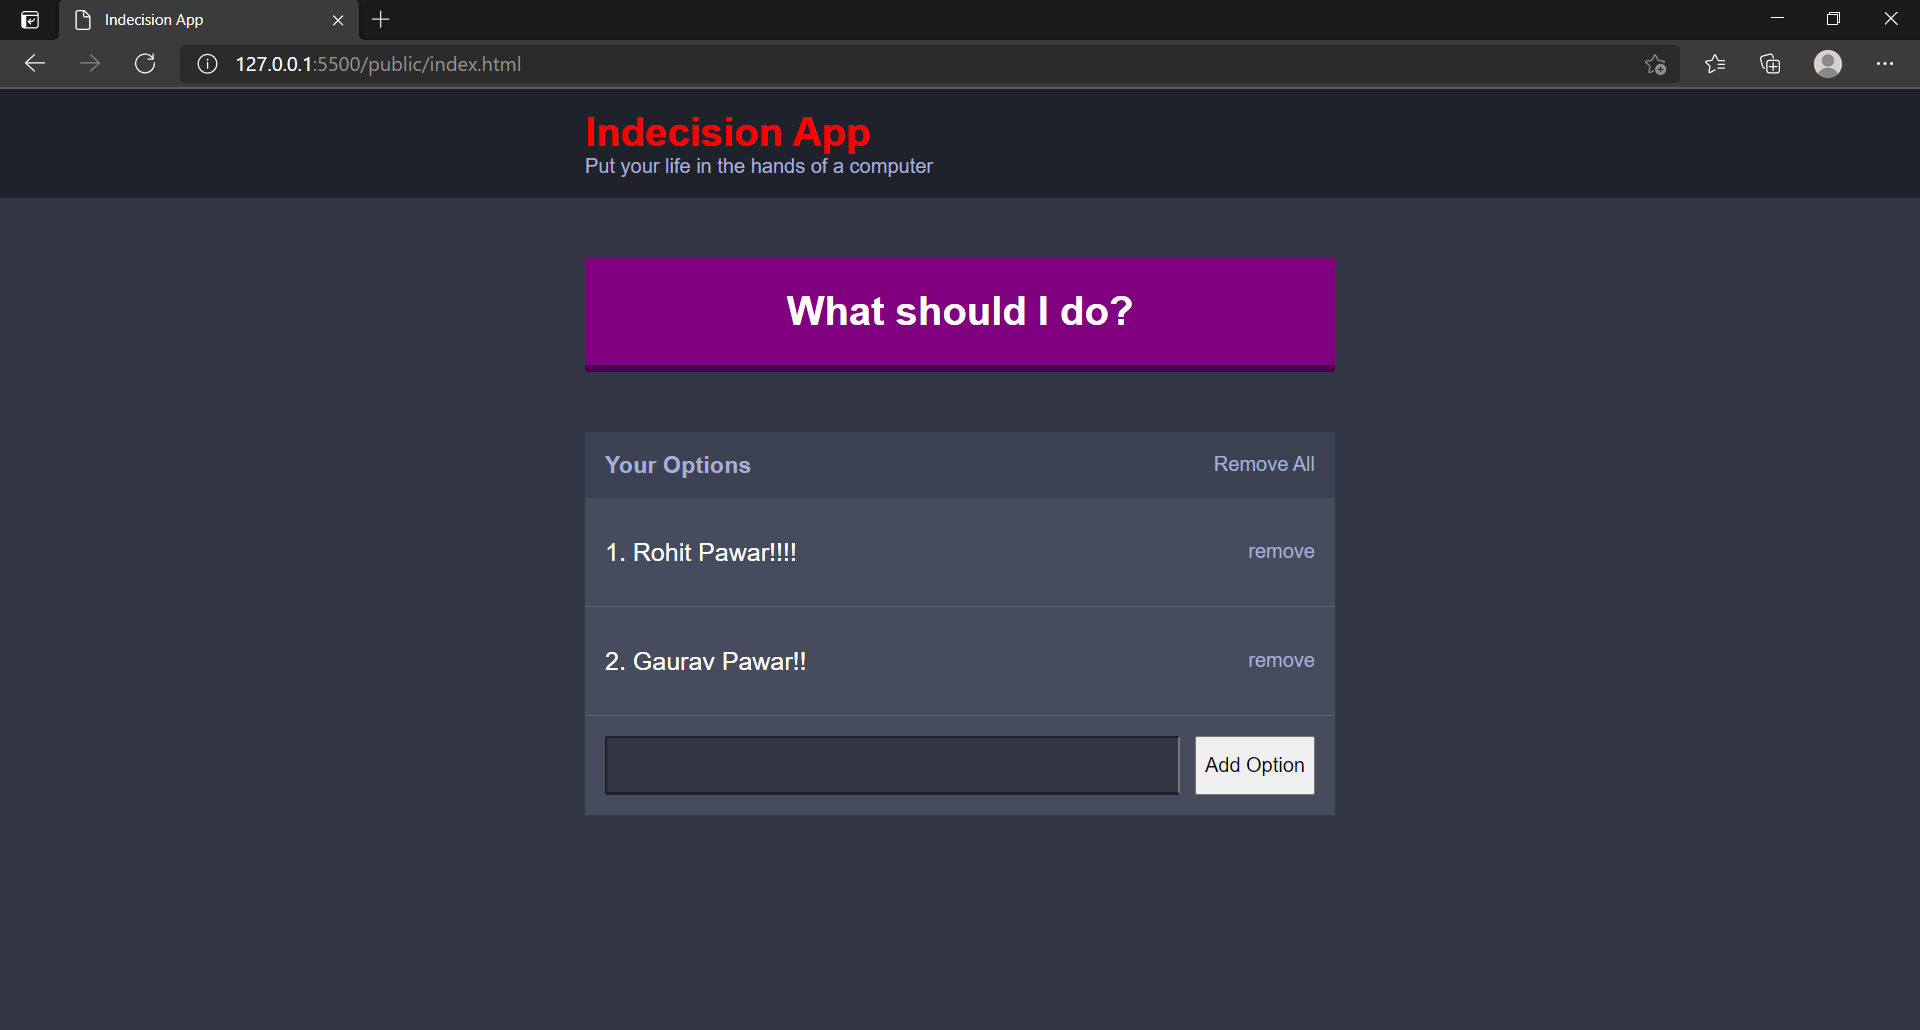 Indecision App
127.0.0.1:5500/public/index.html
Indecision App
Put your life in the hands of a computer
What should I do?
Your Options Remove All
1. Rohit Pawar!!!! remove
2. Gaurav Pawar!! remove
Add Option